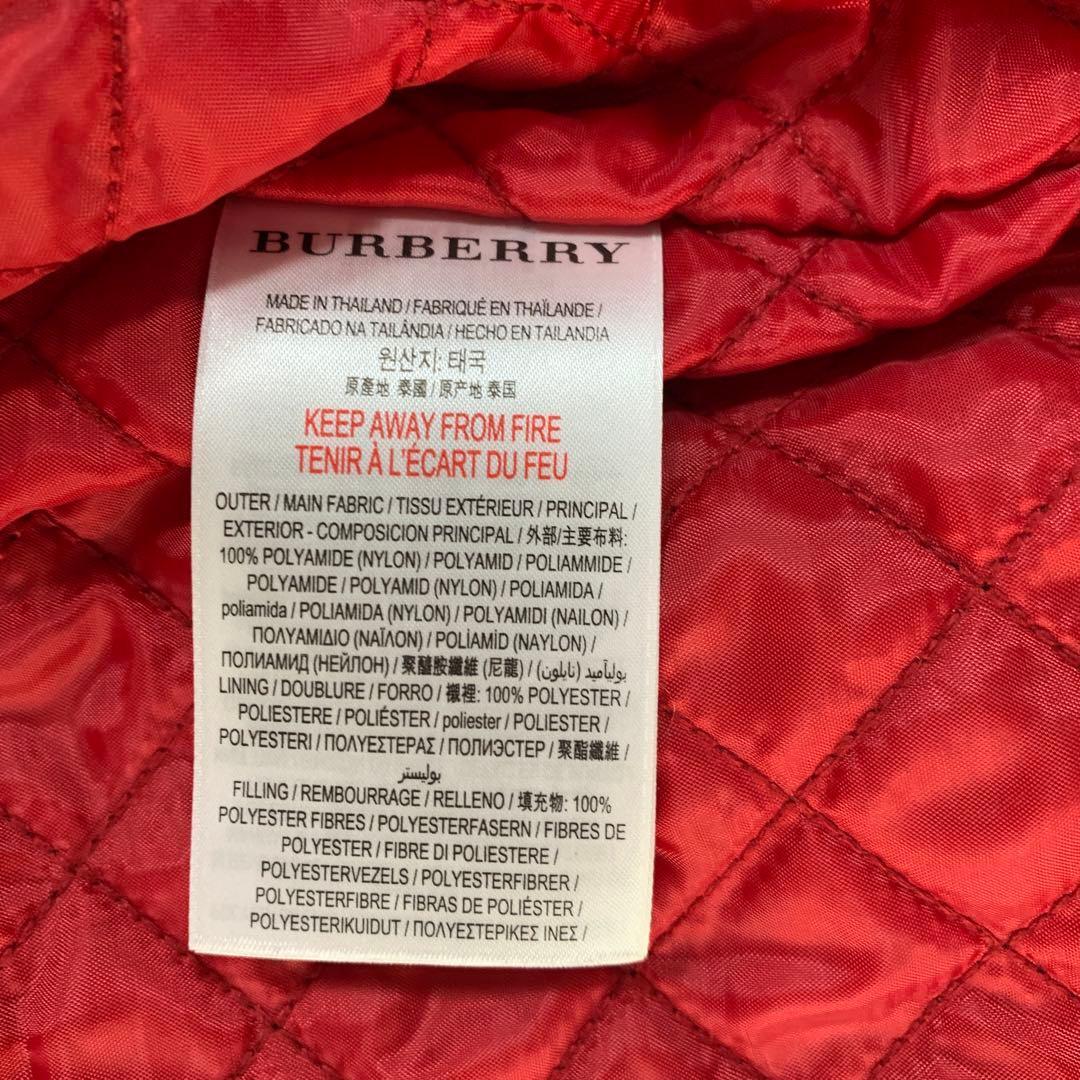 BURBERRY
MADE IN THAILAND / FABRIQUÉ EN THAÏLANDE /
FABRICADO NA TAILÂNDIA / HECHO EN TAILANDIA
원산지: 태국
原產地 泰國 / 原产地 泰国
KEEP AWAY FROM FIRE
TENIR À L'ÉCART DU FEU
OUTER / MAIN FABRIC / TISSU EXTÉRIEUR / PRINCIPAL /
EXTERIOR - COMPOSICION PRINCIPAL / 外部/主要布料:
100% POLYAMIDE (NYLON) / POLYAMID / POLIAMMIDE /
POLYAMIDE / POLYAMID (NYLON) / POLIAMIDA /
poliamida / POLIAMIDA (NYLON) / POLYAMIDI (NAILON) /
ΠΟΛΥΑΜΙΔΙΟ (ΝΑΪΛΟΝ) / POLİAMİD (NAYLON) /
ПОЛИАМИД (НЕЙЛОН) / 聚醯胺纖維 (尼龍) / بوليآميد (نايلون) /
LINING / DOUBLURE / FORRO / 襯裡: 100% POLYESTER /
POLIESTERE / POLIÉSTER / poliester / POLIESTER /
POLYESTERI / ΠΟΛΥΕΣΤΕΡΑΣ / ПОЛИЭСТЕР / 聚酯纖維 /
بوليستر
FILLING / REMBOURRAGE / RELLENO / 填充物: 100%
POLYESTER FIBRES / POLYESTERFASERN / FIBRES DE
POLYESTER / FIBRE DI POLIESTERE /
POLYESTERVEZELS / POLYESTERFIBRER /
POLYESTERFIBRE / FIBRAS DE POLIÉSTER /
POLYESTERIKUIDUT / ΠΟΛΥΕΣΤΕΡΙΚΕΣ ΙΝΕΣ /